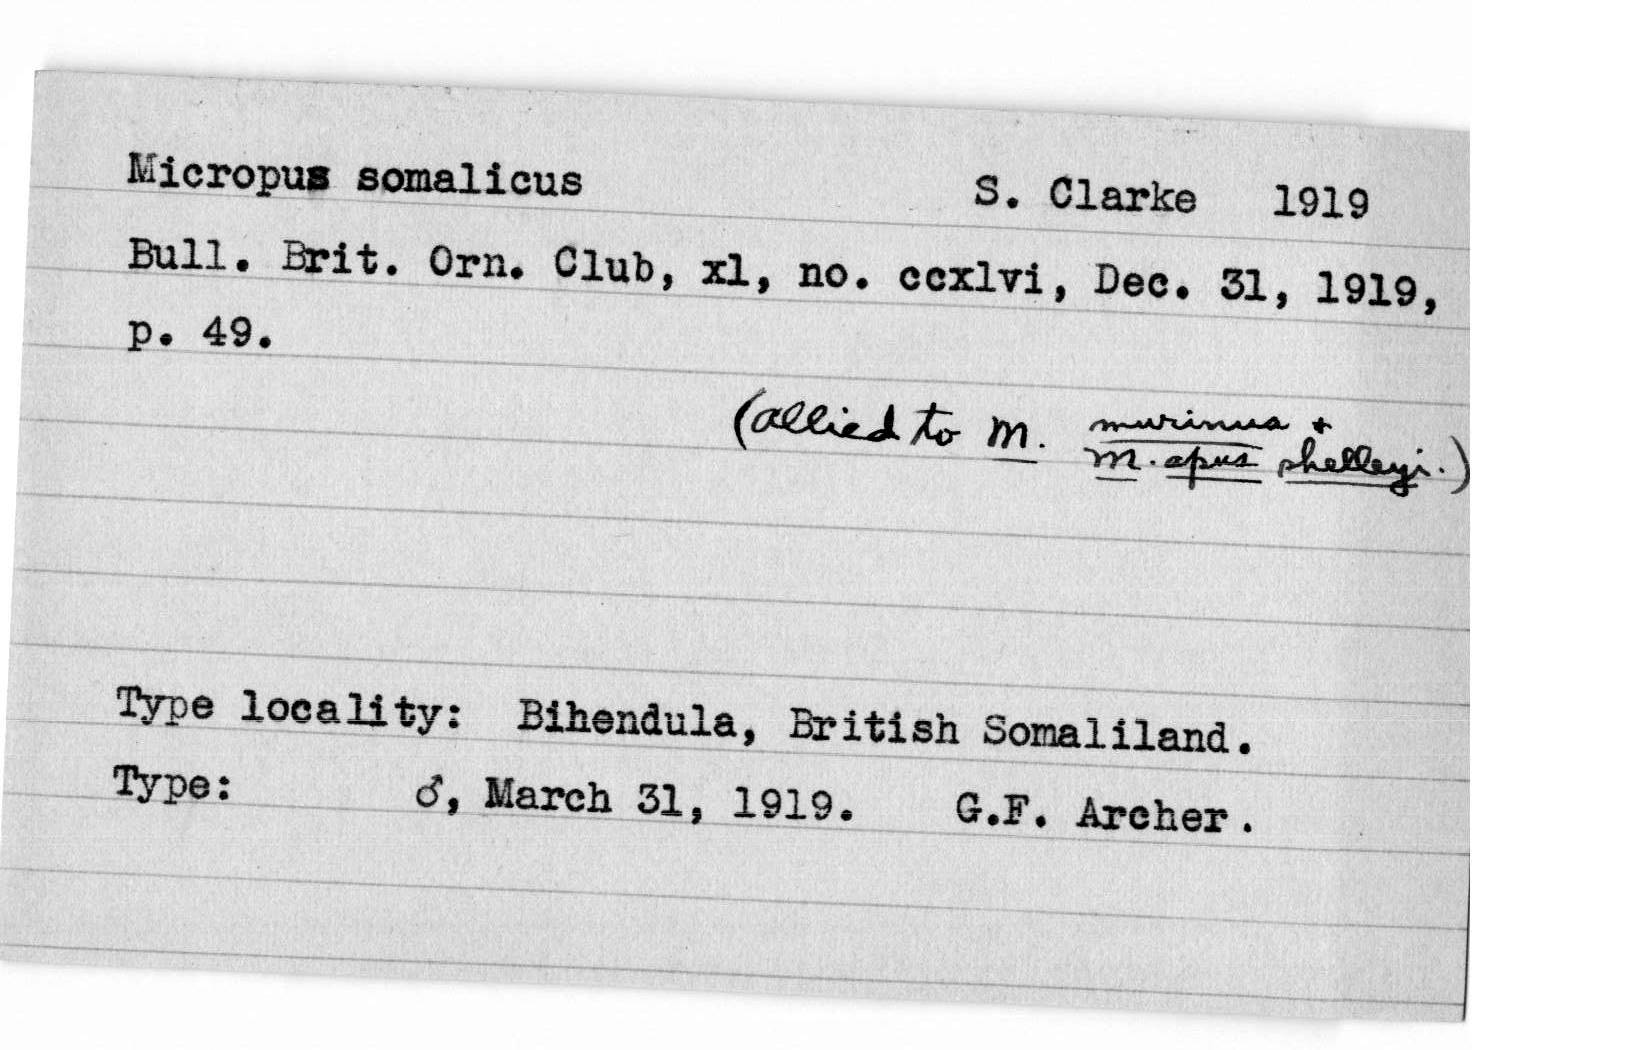 Micropus somalicus S. Clarke 1919
Bull. Brit. Orn. Club, xl, no. ccxlvi, Dec. 31, 1919,
p. 49.
(allied to M. murinus +
M. apus shelleyi.)
Type locality: Bihendula, British Somaliland.
Type: ♂, March 31, 1919. G.F. Archer.